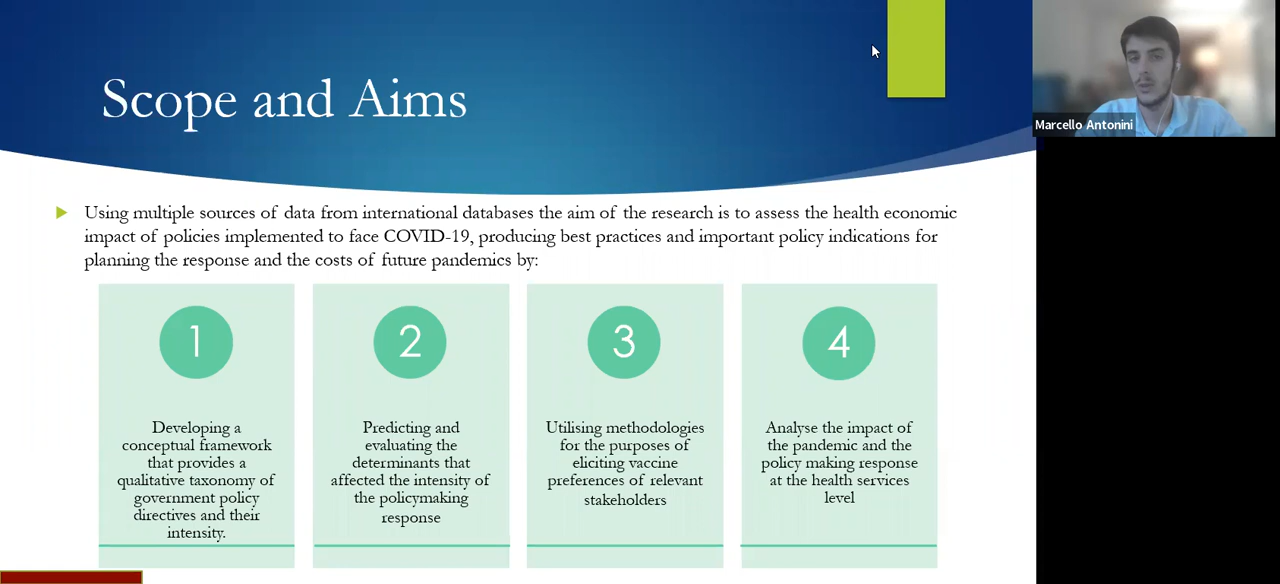 Scope and Aims
Marcello Antonini
Using multiple sources of data from international databases the aim of the research is to assess the health economic
impact of policies implemented to face COVID-19, producing best practices and important policy indications for
planning the response and the costs of future pandemics by:
1
Developing a
conceptual framework
that provides a
qualitative taxonomy of
government policy
directives and their
intensity.
2
Predicting and
evaluating the
determinants that
affected the intensity of
the policymaking
response
3
Utilising methodologies
for the purposes of
eliciting vaccine
preferences of relevant
stakeholders
4
Analyse the impact of
the pandemic and the
policy making response
at the health services
level